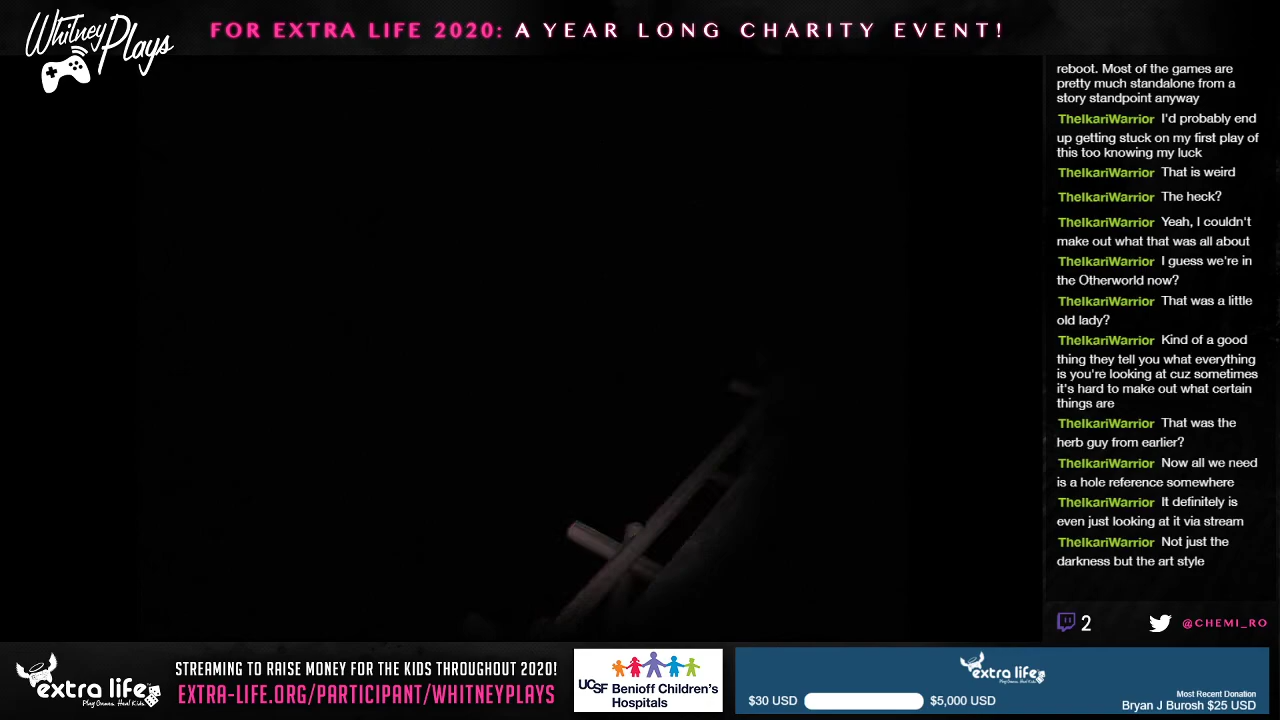 Whitney Plays
FOR EXTRA LIFE 2020: A YEAR LONG CHARITY EVENT!
reboot. Most of the games are
pretty much standalone from a
story standpoint anyway
TheIkariWarrior I'd probably end
up getting stuck on my first play of
this too knowing my luck
TheIkariWarrior That is weird
TheIkariWarrior The heck?
TheIkariWarrior Yeah, I couldn't
make out what that was all about
TheIkariWarrior I guess we're in
the Otherworld now?
TheIkariWarrior That was a little
old lady?
TheIkariWarrior Kind of a good
thing they tell you what everything
is you're looking at cuz sometimes
it's hard to make out what certain
things are
TheIkariWarrior That was the
herb guy from earlier?
TheIkariWarrior Now all we need
is a hole reference somewhere
TheIkariWarrior It definitely is
even just looking at it via stream
TheIkariWarrior Not just the
darkness but the art style
2
@CHEMI_RO
extra life
Play Games. Heal Kids.
STREAMING TO RAISE MONEY FOR THE KIDS THROUGHOUT 2020!
EXTRA-LIFE.ORG/PARTICIPANT/WHITNEYPLAYS
UCSF Benioff Children's
Hospitals
extra life
$30 USD $5,000 USD
Most Recent Donation
Bryan J Burosh $25 USD